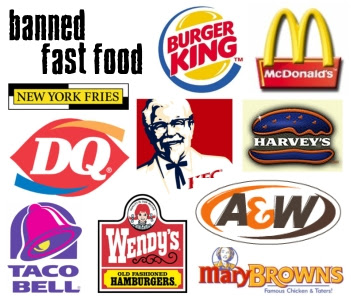 banned
fast food
BURGER
KING
TM
McDonald's
NEW YORK FRIES
DQ
KFC
HARVEY'S
A&W
TACO
BELL
WENDY'S
OLD FASHIONED
HAMBURGERS.
Mary BROWNS
Famous Chicken & Taters!